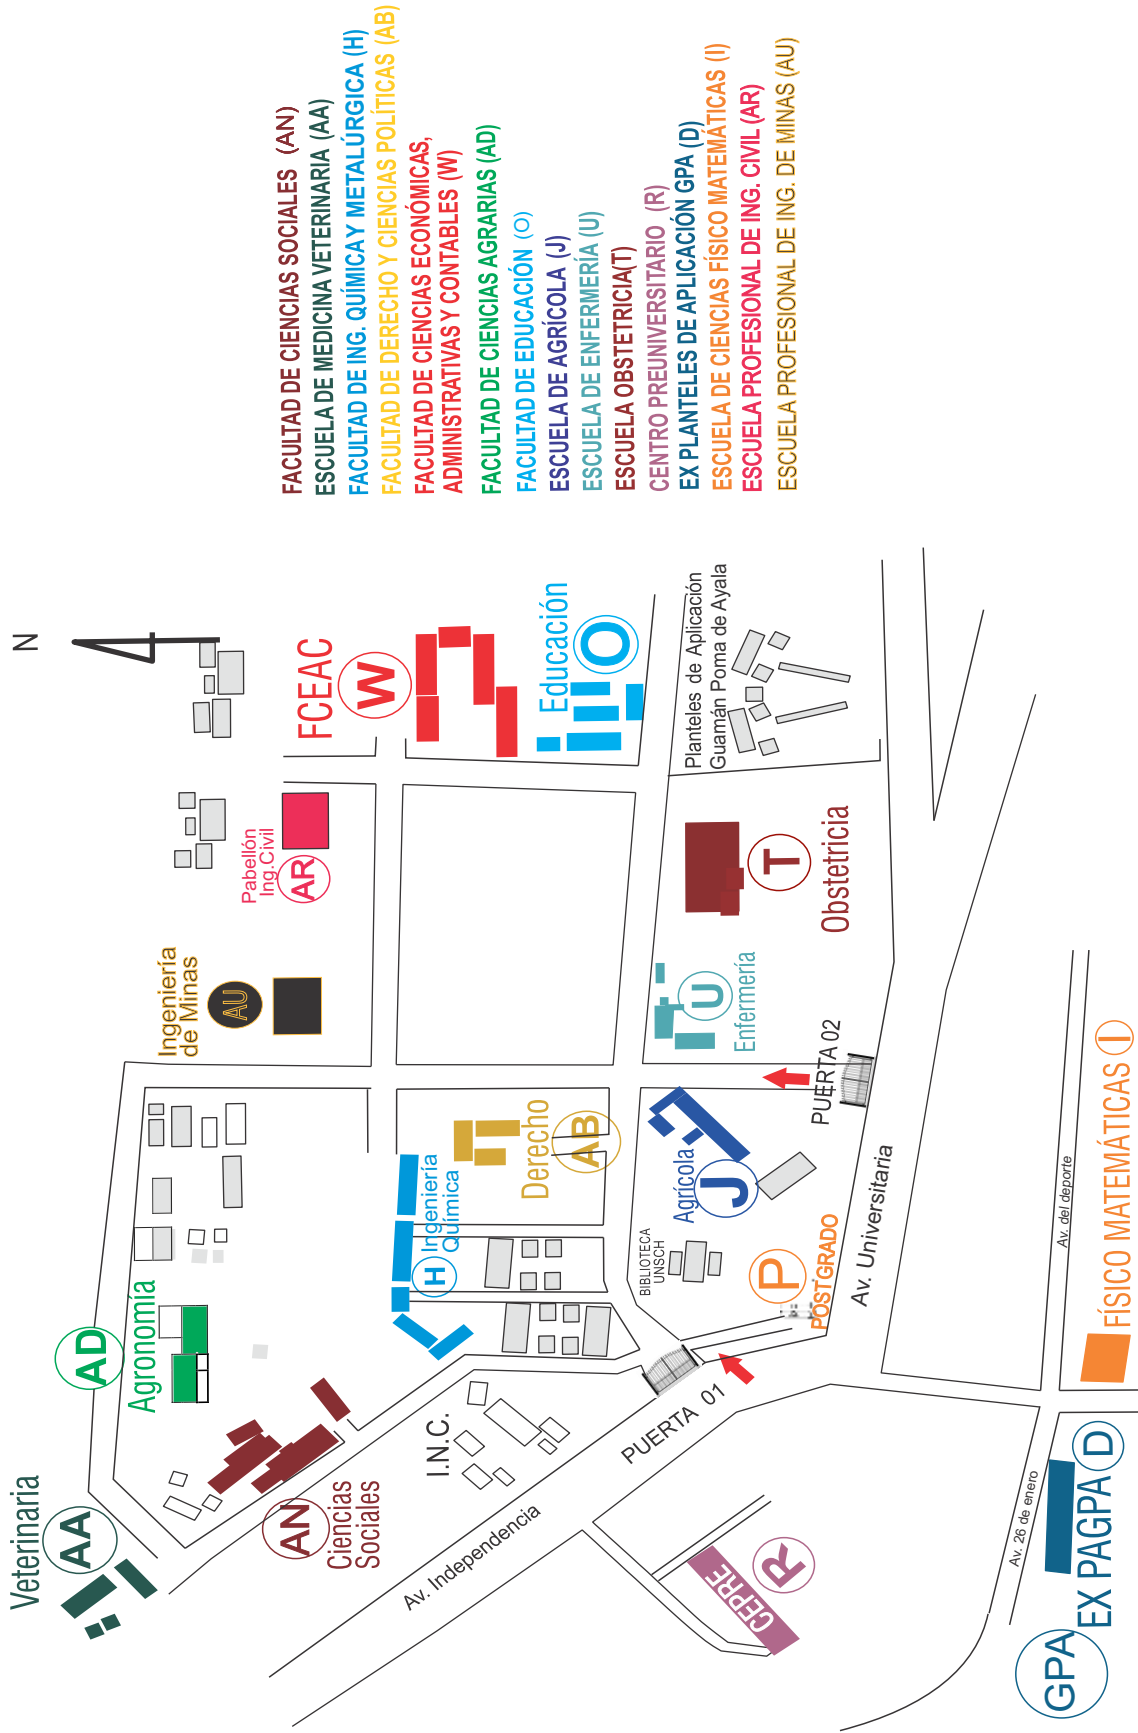 N
FACULTAD DE CIENCIAS SOCIALES (AN)
ESCUELA DE MEDICINA VETERINARIA (AA)
FACULTAD DE ING. QUÍMICA Y METALÚRGICA (H)
FACULTAD DE DERECHO Y CIENCIAS POLÍTICAS (AB)
FACULTAD DE CIENCIAS ECONÓMICAS,
ADMINISTRATIVAS Y CONTABLES (W)
FACULTAD DE CIENCIAS AGRARIAS (AD)
FACULTAD DE EDUCACIÓN (O)
ESCUELA DE AGRÍCOLA (J)
ESCUELA DE ENFERMERÍA (U)
ESCUELA OBSTETRICIA(T)
CENTRO PREUNIVERSITARIO (R)
EX PLANTELES DE APLICACIÓN GPA (D)
ESCUELA DE CIENCIAS FÍSICO MATEMÁTICAS (I)
ESCUELA PROFESIONAL DE ING. CIVIL (AR)
ESCUELA PROFESIONAL DE ING. DE MINAS (AU)
Veterinaria
AA
AD
Agronomía
Ingeniería
de Minas
AU
Pabellón
Ing.Civil
AR
FCEAC
W
Educación
O
AN
Ciencias
Sociales
I.N.C.
H
Ingeniería
Química
Derecho
AB
Planteles de Aplicación
Guamán Poma de Ayala
T
Obstetricia
U
Enfermería
Agrícola
J
BIBLIOTECA
UNSCH
P
POST GRADO
PUERTA 01
PUERTA 02
Av. Independencia
Av. Universitaria
CEPRE
R
Av. 26 de enero
Av. del deporte
GPA
EX PAGPA
D
FÍSICO MATEMÁTICAS
I